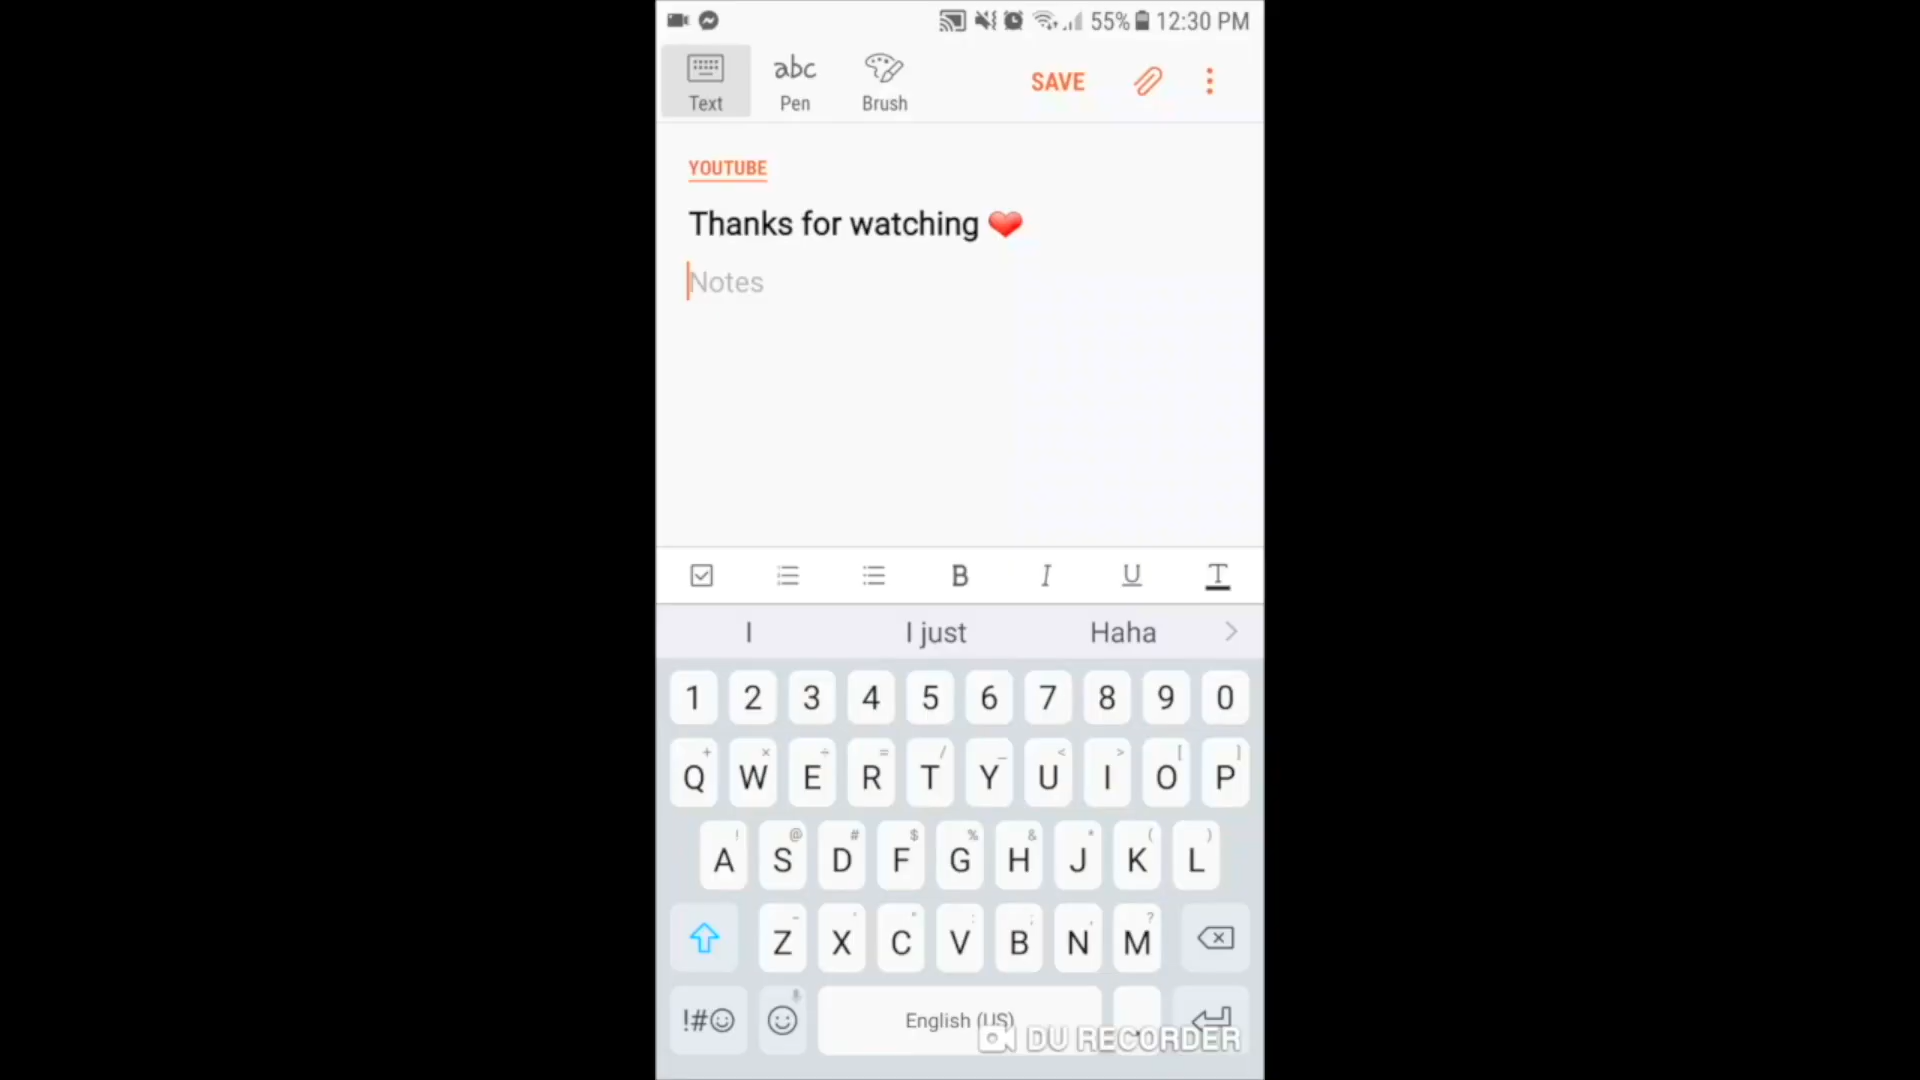 55% 12:30 PM
Text
abc
Pen
Brush
SAVE
YOUTUBE
Thanks for watching ❤
Notes
B I U T
I
I just
Haha
1 2 3 4 5 6 7 8 9 0
+ × ÷ = / _ < > [ ]
Q W E R T Y U I O P
! @ # $ % & * ( )
A S D F G H J K L
- ' " : ; , ?
Z X C V B N M
!#☺
English (US)
DU RECORDER